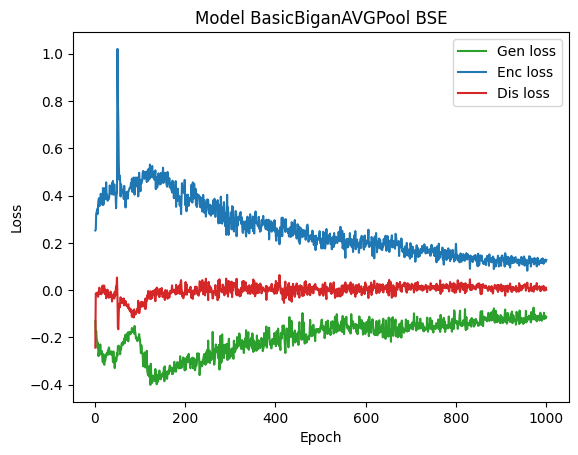 Model BasicBiganAVGPool BSE
Gen loss
Enc loss
Dis loss
Loss
1.0
0.8
0.6
0.4
0.2
0.0
−0.2
−0.4
0 200 400 600 800 1000
Epoch